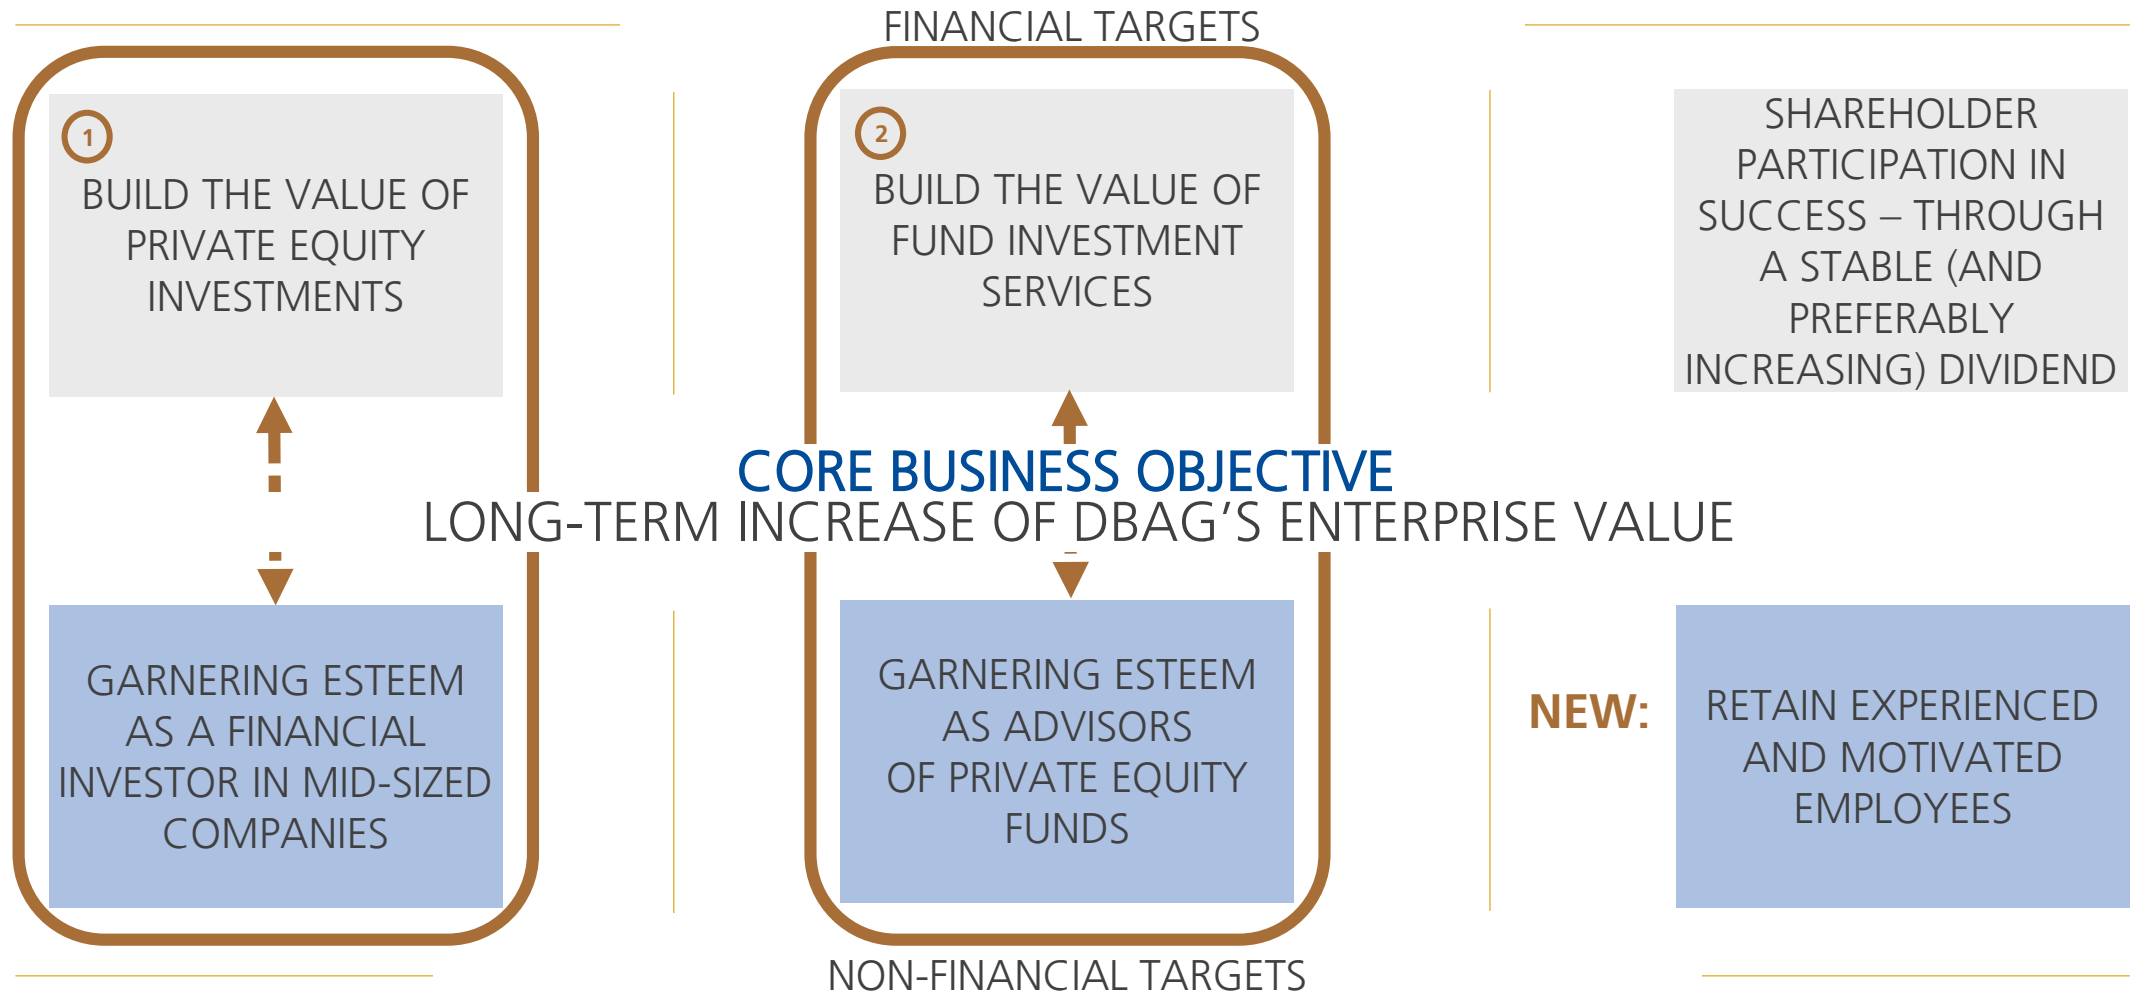 FINANCIAL TARGETS
1
BUILD THE VALUE OF
PRIVATE EQUITY
INVESTMENTS
2
BUILD THE VALUE OF
FUND INVESTMENT
SERVICES
SHAREHOLDER
PARTICIPATION IN
SUCCESS – THROUGH
A STABLE (AND
PREFERABLY
INCREASING) DIVIDEND
CORE BUSINESS OBJECTIVE
LONG-TERM INCREASE OF DBAG’S ENTERPRISE VALUE
GARNERING ESTEEM
AS A FINANCIAL
INVESTOR IN MID-SIZED
COMPANIES
GARNERING ESTEEM
AS ADVISORS
OF PRIVATE EQUITY
FUNDS
NEW:
RETAIN EXPERIENCED
AND MOTIVATED
EMPLOYEES
NON-FINANCIAL TARGETS